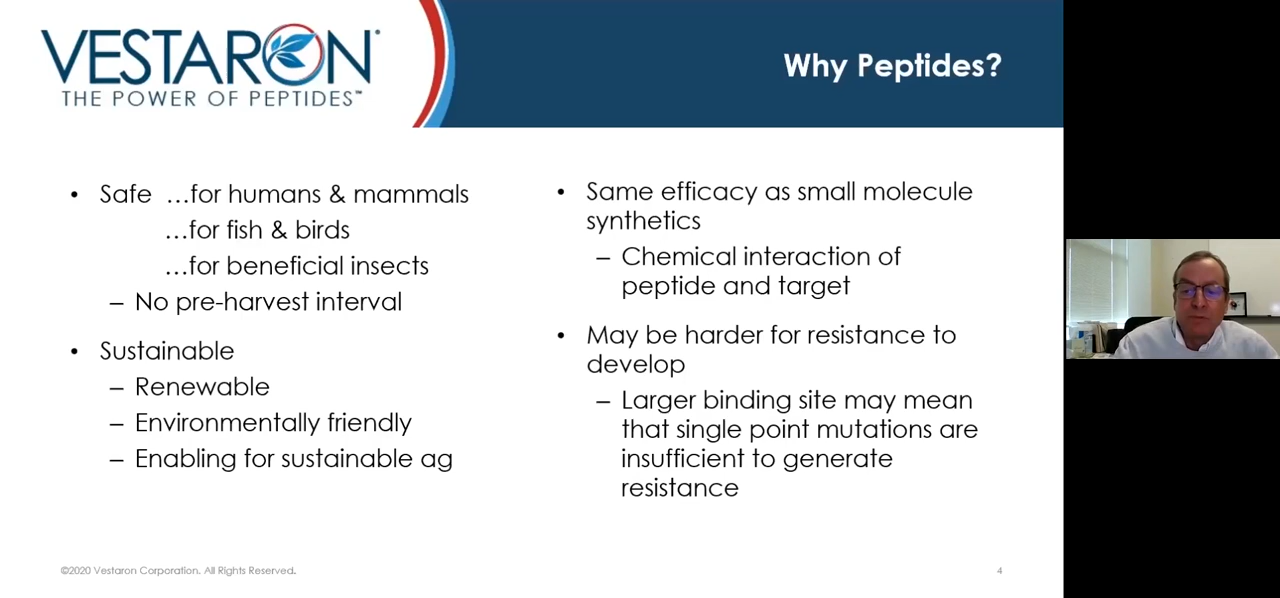 VESTARON®
THE POWER OF PEPTIDES™
Why Peptides?
• Safe …for humans & mammals
…for fish & birds
…for beneficial insects
– No pre-harvest interval
• Sustainable
– Renewable
– Environmentally friendly
– Enabling for sustainable ag
• Same efficacy as small molecule
synthetics
– Chemical interaction of
peptide and target
• May be harder for resistance to
develop
– Larger binding site may mean
that single point mutations are
insufficient to generate
resistance
©2020 Vestaron Corporation. All Rights Reserved.
4